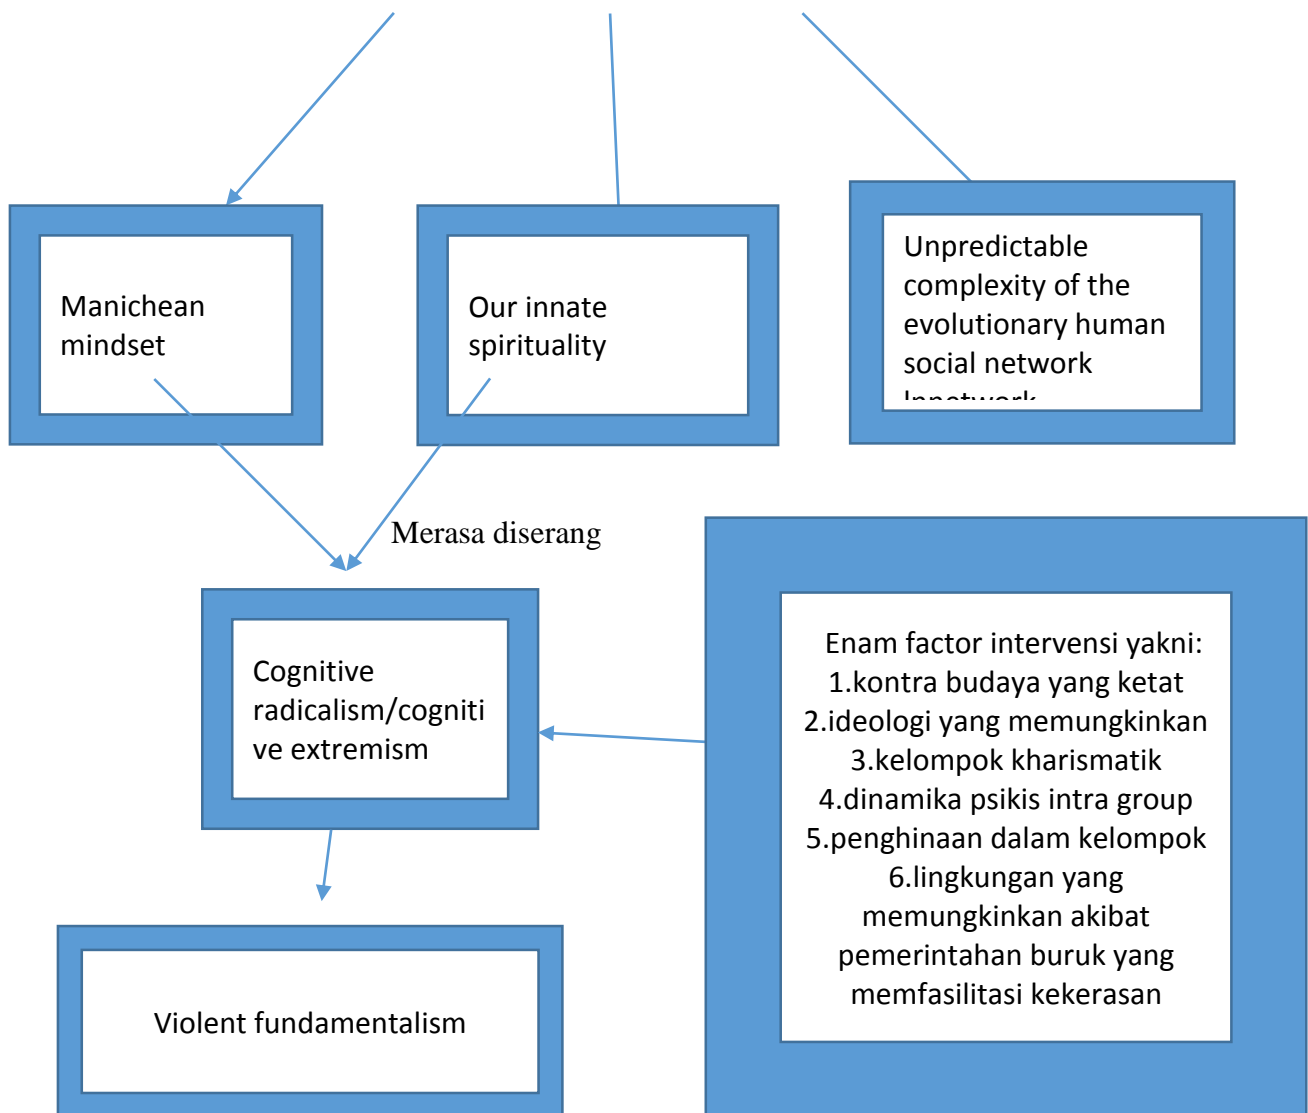 Manichean
mindset
Our innate
spirituality
Unpredictable
complexity of the
evolutionary human
social network
Merasa diserang
Cognitive
radicalism/cogniti
ve extremism
Enam factor intervensi yakni:
1.kontra budaya yang ketat
2.ideologi yang memungkinkan
3.kelompok kharismatik
4.dinamika psikis intra group
5.penghinaan dalam kelompok
6.lingkungan yang
memungkinkan akibat
pemerintahan buruk yang
memfasilitasi kekerasan
Violent fundamentalism